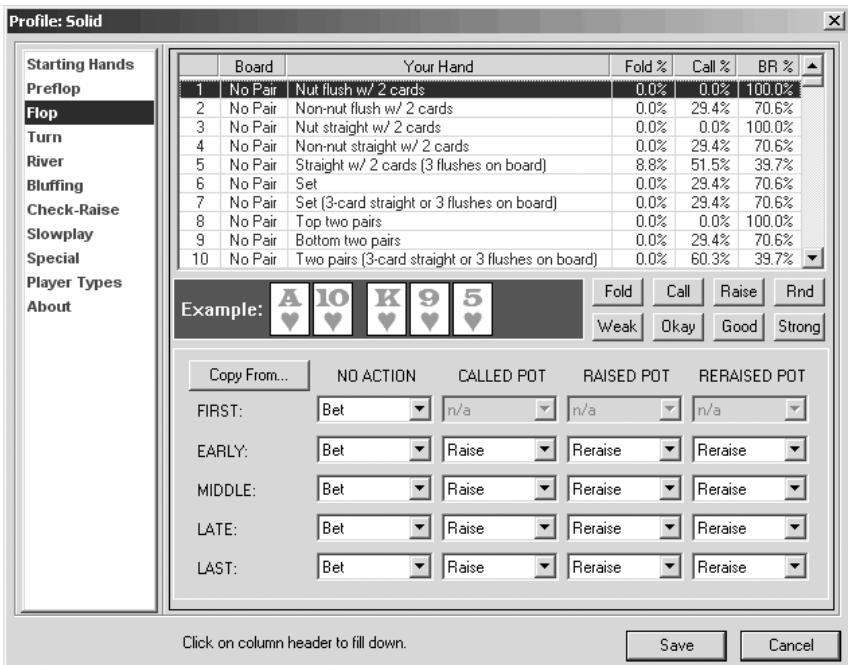 Profile: Solid
Starting Hands
Preflop
Flop
Turn
River
Bluffing
Check-Raise
Slowplay
Special
Player Types
About
Board Your Hand Fold % Call % BR %
1 No Pair Nut flush w/ 2 cards 0.0% 0.0% 100.0%
2 No Pair Non-nut flush w/ 2 cards 0.0% 29.4% 70.6%
3 No Pair Nut straight w/ 2 cards 0.0% 0.0% 100.0%
4 No Pair Non-nut straight w/ 2 cards 0.0% 29.4% 70.6%
5 No Pair Straight w/ 2 cards (3 flushes on board) 8.8% 51.5% 39.7%
6 No Pair Set 0.0% 29.4% 70.6%
7 No Pair Set (3-card straight or 3 flushes on board) 0.0% 29.4% 70.6%
8 No Pair Top two pairs 0.0% 0.0% 100.0%
9 No Pair Bottom two pairs 0.0% 29.4% 70.6%
10 No Pair Two pairs (3-card straight or 3 flushes on board) 0.0% 60.3% 39.7%
Example: A 10 K 9 5
Fold Call Raise Rnd
Weak Okay Good Strong
Copy From... NO ACTION CALLED POT RAISED POT RERAISED POT
FIRST: Bet n/a n/a n/a
EARLY: Bet Raise Reraise Reraise
MIDDLE: Bet Raise Reraise Reraise
LATE: Bet Raise Reraise Reraise
LAST: Bet Raise Reraise Reraise
Click on column header to fill down. Save Cancel